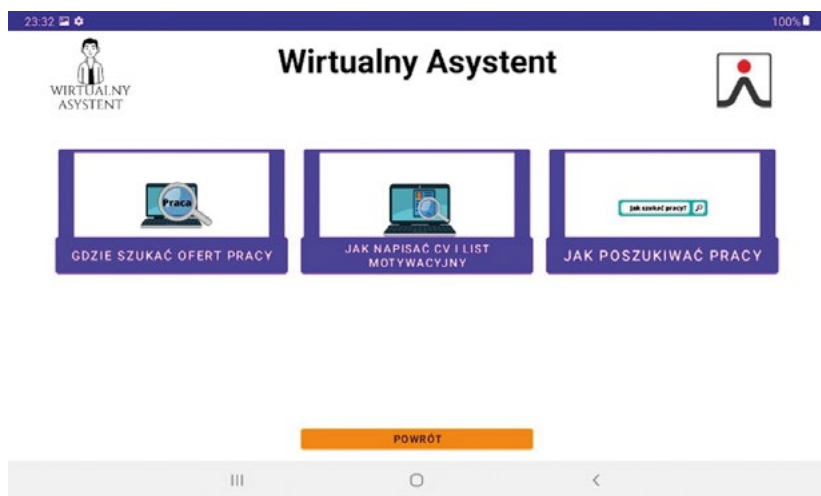 23:32
100%
Wirtualny Asystent
WIRTUALNY
ASYSTENT
Praca
Jak szukać pracy?
GDZIE SZUKAĆ OFERT PRACY
JAK NAPISAĆ CV I LIST
MOTYWACYJNY
JAK POSZUKIWAĆ PRACY
POWRÓT